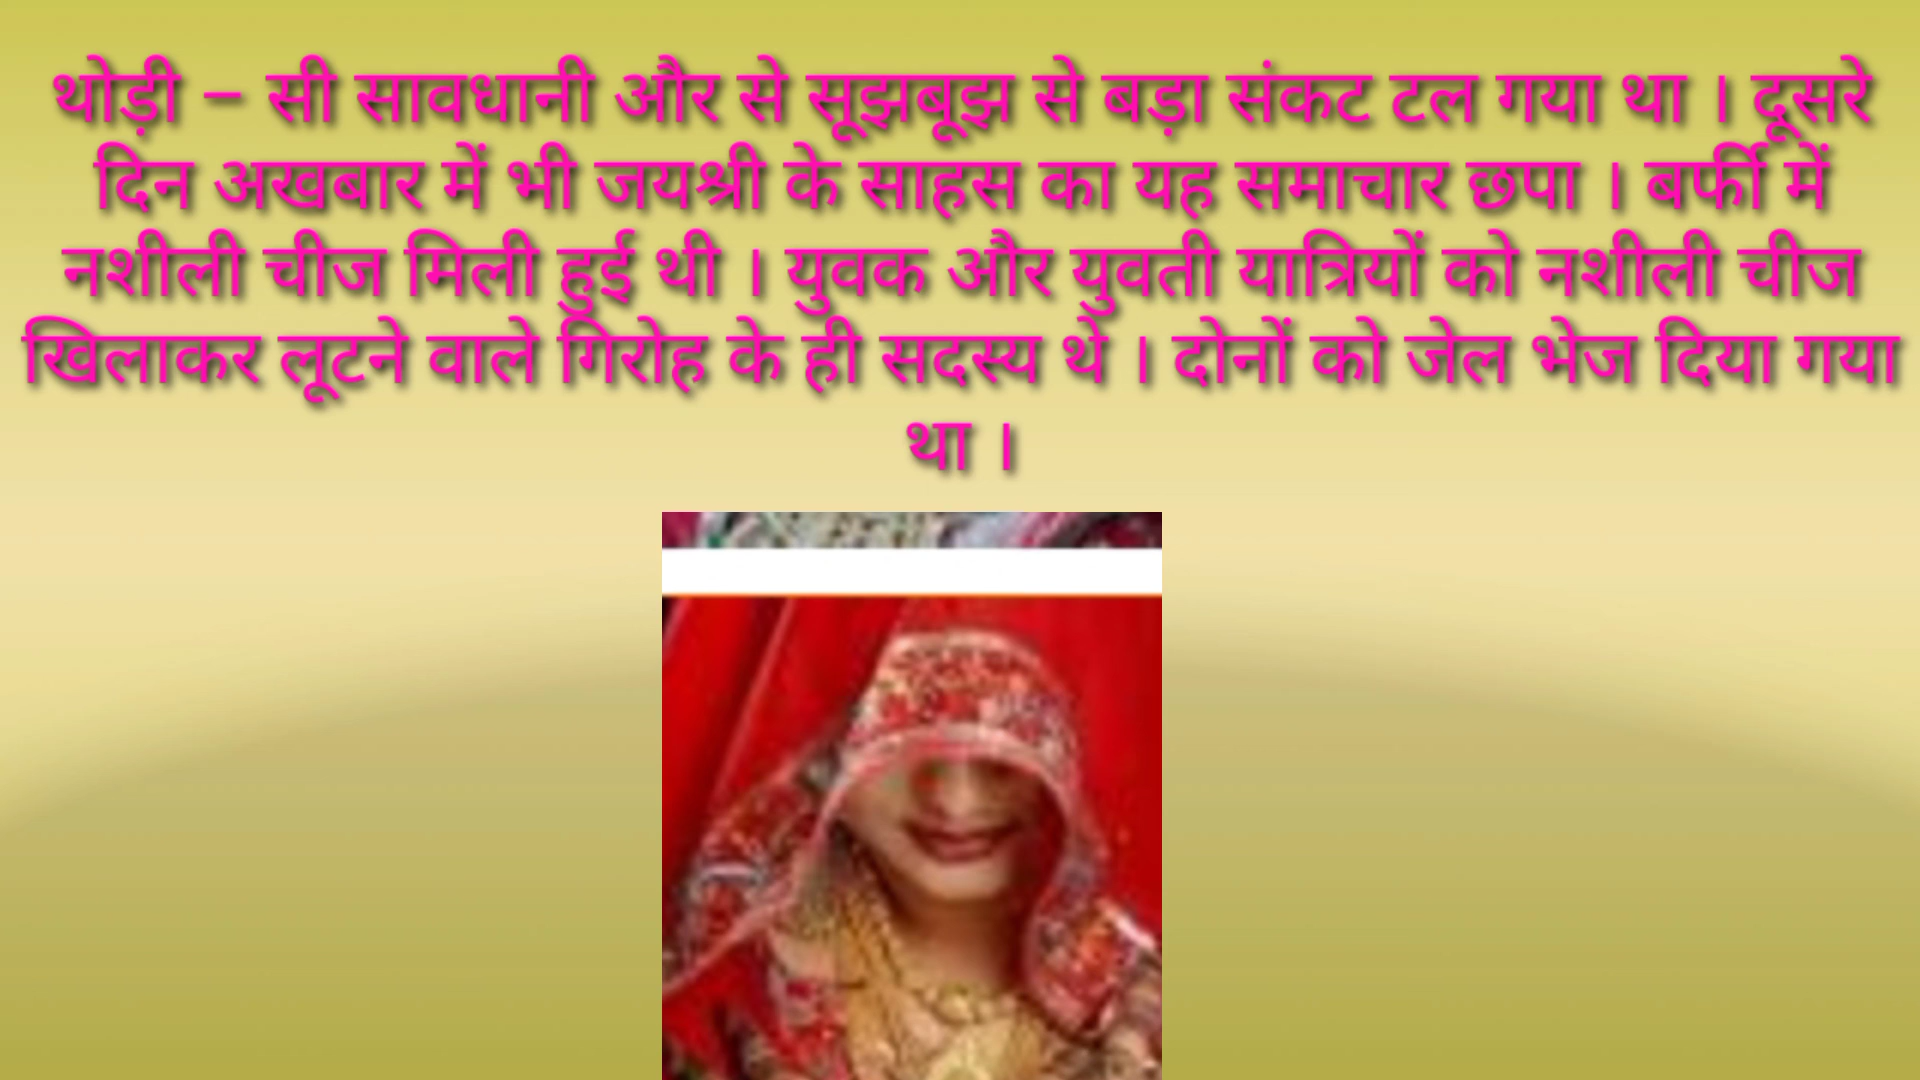 थोड़ी – सी सावधानी और से सूझबूझ से बड़ा संकट टल गया था । दूसरे
दिन अखबार में भी जयश्री के साहस का यह समाचार छपा । बर्फी में
नशीली चीज मिली हुई थी । युवक और युवती यात्रियों को नशीली चीज
खिलाकर लूटने वाले गिरोह के ही सदस्य थे । दोनों को जेल भेज दिया गया
था ।